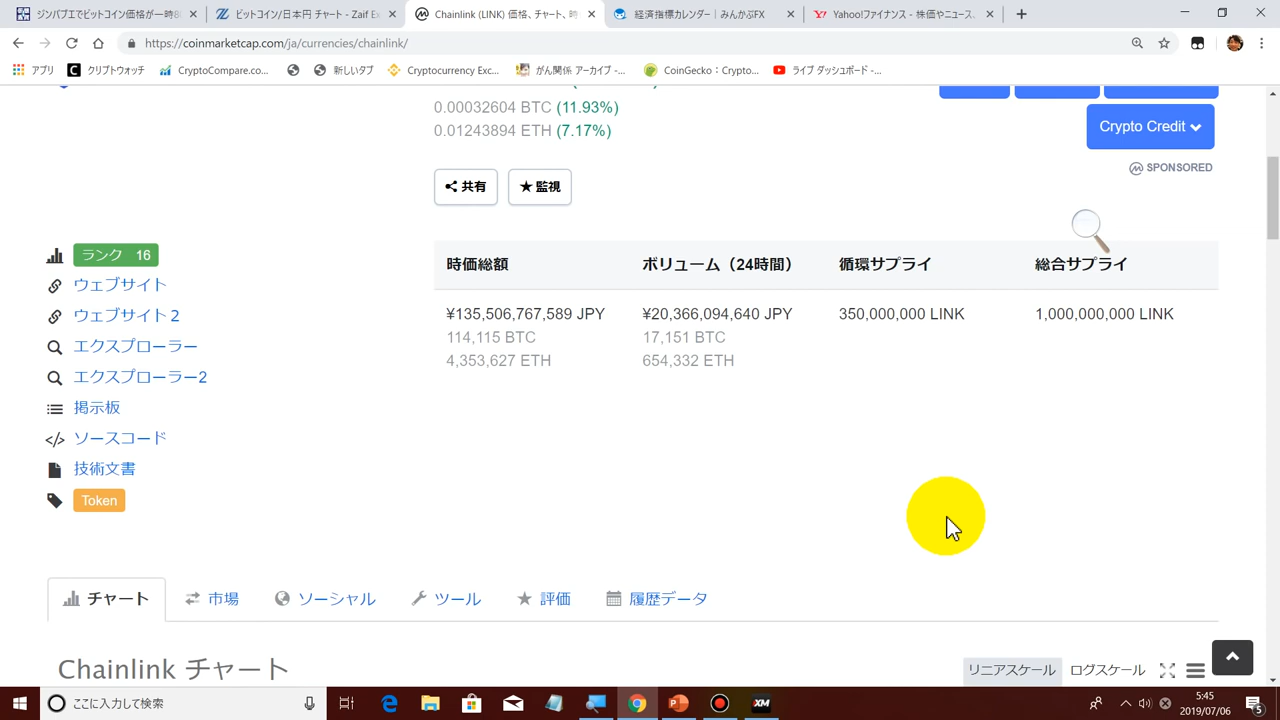 ジンバブエでビットコイン価格が一時8
ビットコイン/日本円 チャート - Zaif Ex
Chainlink (LINK) 価格、チャート、時
経済指標カレンダー | みんかぶFX
Yahoo!ファイナンス - 株価やニュース、
https://coinmarketcap.com/ja/currencies/chainlink/
アプリ
クリプトウォッチ
CryptoCompare.co...
新しいタブ
Cryptocurrency Exc...
がん関係 アーカイブ -...
CoinGecko：Crypto...
ライブ ダッシュボード -...
0.00032604 BTC (11.93%)
0.01243894 ETH (7.17%)
Crypto Credit
SPONSORED
共有
監視
ランク 16
ウェブサイト
ウェブサイト 2
エクスプローラー
エクスプローラー2
掲示板
ソースコード
技術文書
Token
時価総額
ボリューム（24時間）
循環サプライ
総合サプライ
¥135,506,767,589 JPY
¥20,366,094,640 JPY
350,000,000 LINK
1,000,000,000 LINK
114,115 BTC
17,151 BTC
4,353,627 ETH
654,332 ETH
チャート
市場
ソーシャル
ツール
評価
履歴データ
Chainlink チャート
リニアスケール
ログスケール
ここに入力して検索
XM
5:45
2019/07/06
5